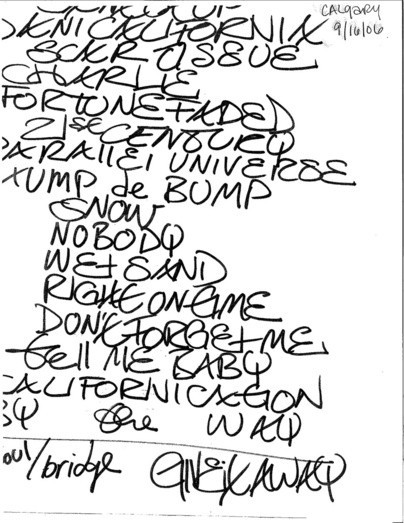 CALgARY
9/16/06
DANI CALIFORNIA
SCAR TISSUE
CHARLIE
FORTUNE FADED
21st CENTURY
PARAllEl UNIVERSE
HUMP de BUMP
SNOW
NOBODY
WET SAND
RIGHT ON TIME
DON'T FORGET ME
Tell ME BABY
CALIFORNICATION
BY the WAY
oul/bridge GIVE IT AWAY